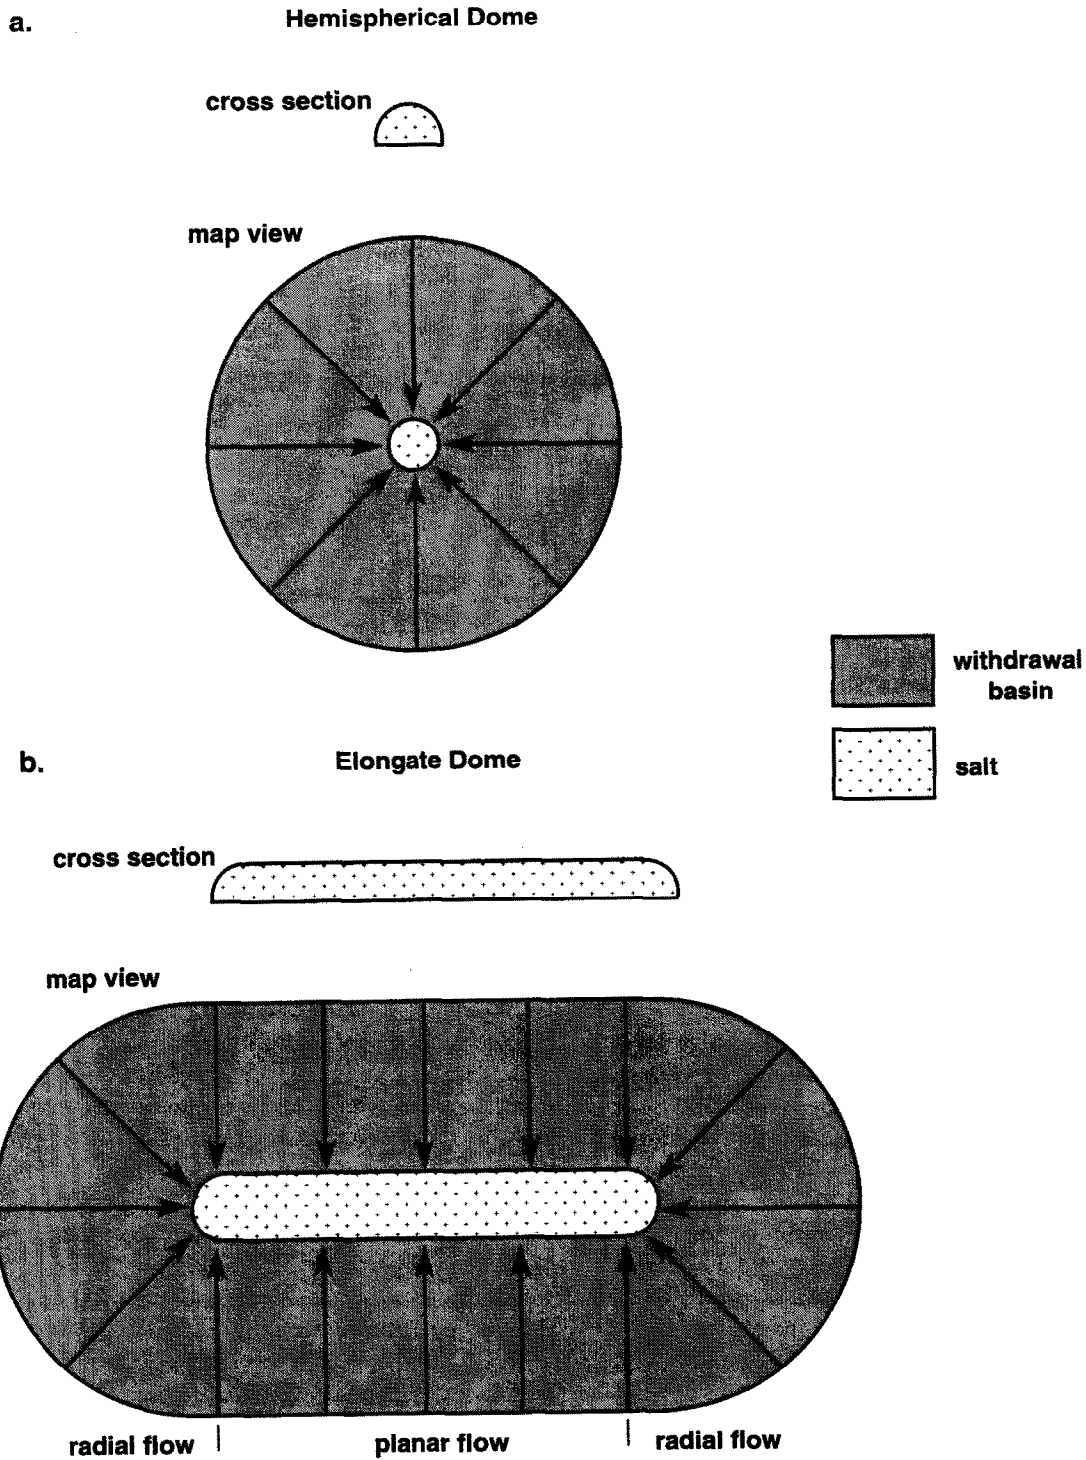 a.
Hemispherical Dome
cross section
map view
withdrawal
basin
salt
b.
Elongate Dome
cross section
map view
radial flow
planar flow
radial flow